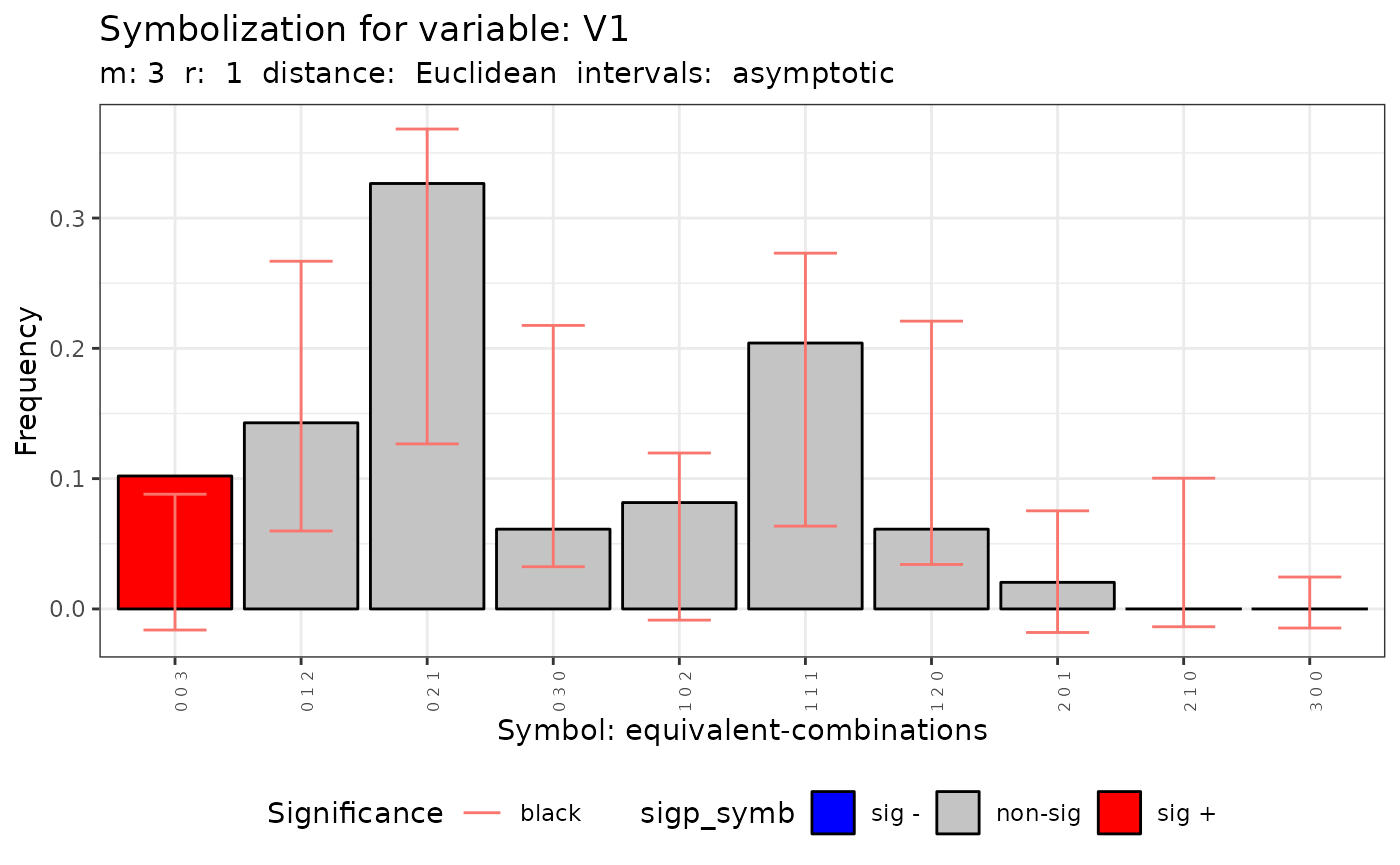 Symbolization for variable: V1
m: 3 r: 1 distance: Euclidean intervals: asymptotic
Frequency
0.3
0.2
0.1
0.0
0 0 3
0 1 2
0 2 1
0 3 0
1 0 2
1 1 1
1 2 0
2 0 1
2 1 0
3 0 0
Symbol: equivalent-combinations
Significance black sigp_symb sig - non-sig sig +